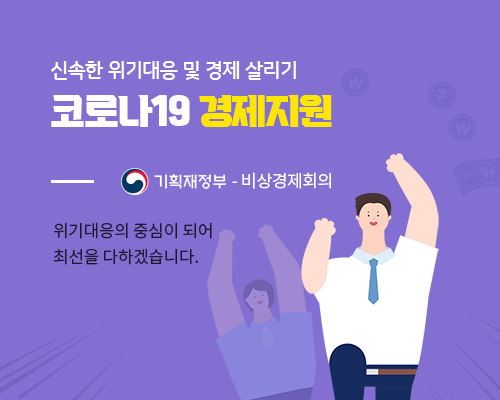 신속한 위기대응 및 경제 살리기
코로나19 경제지원
기획재정부 - 비상경제회의
위기대응의 중심이 되어
최선을 다하겠습니다.